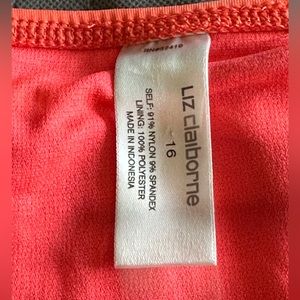 LIZ claiborne
16
SELF: 91% NYLON 9% SPANDEX
LINING: 100% POLYESTER
MADE IN INDONESIA